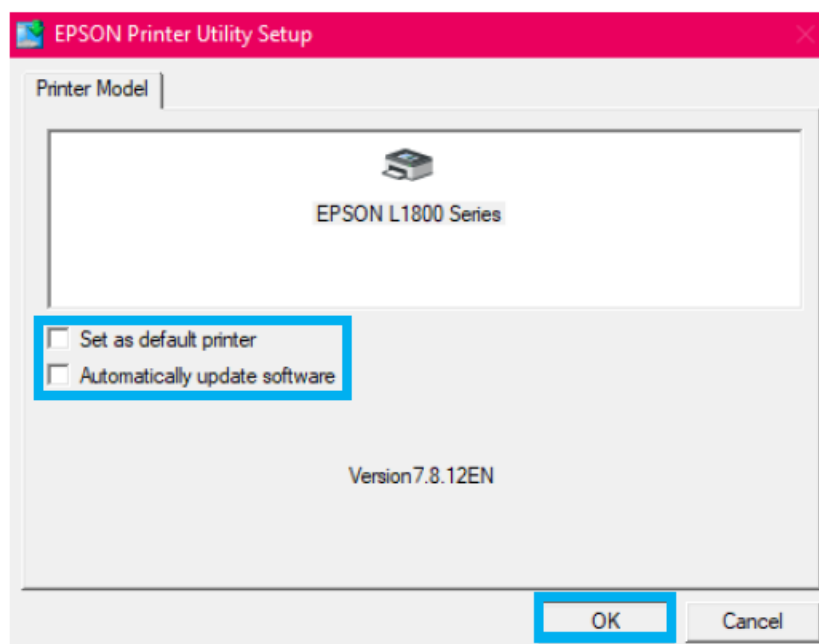 EPSON Printer Utility Setup
Printer Model
EPSON L1800 Series
Set as default printer
Automatically update software
Version7.8.12EN
OK
Cancel